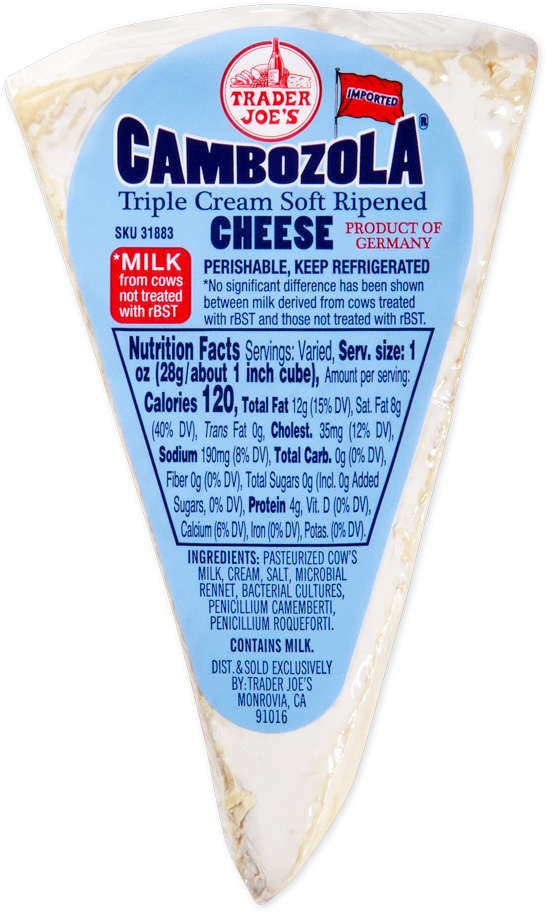 TRADER
JOE'S
IMPORTED
CAMBOZOLA®
Triple Cream Soft Ripened
SKU 31883
CHEESE
PRODUCT OF
GERMANY
*MILK
from cows
not treated
with rBST
PERISHABLE, KEEP REFRIGERATED
*No significant difference has been shown
between milk derived from cows treated
with rBST and those not treated with rBST.
Nutrition Facts Servings: Varied, Serv. size: 1
oz (28g/about 1 inch cube), Amount per serving:
Calories 120, Total Fat 12g (15% DV), Sat. Fat 8g
(40% DV), Trans Fat 0g, Cholest. 35mg (12% DV),
Sodium 190mg (8% DV), Total Carb. 0g (0% DV),
Fiber 0g (0% DV), Total Sugars 0g (Incl. 0g Added
Sugars, 0% DV), Protein 4g, Vit. D (0% DV),
Calcium (6% DV), Iron (0% DV), Potas. (0% DV).
INGREDIENTS: PASTEURIZED COW'S
MILK, CREAM, SALT, MICROBIAL
RENNET, BACTERIAL CULTURES,
PENICILLIUM CAMEMBERTI,
PENICILLIUM ROQUEFORTI.
CONTAINS MILK.
DIST. & SOLD EXCLUSIVELY
BY: TRADER JOE'S
MONROVIA, CA
91016